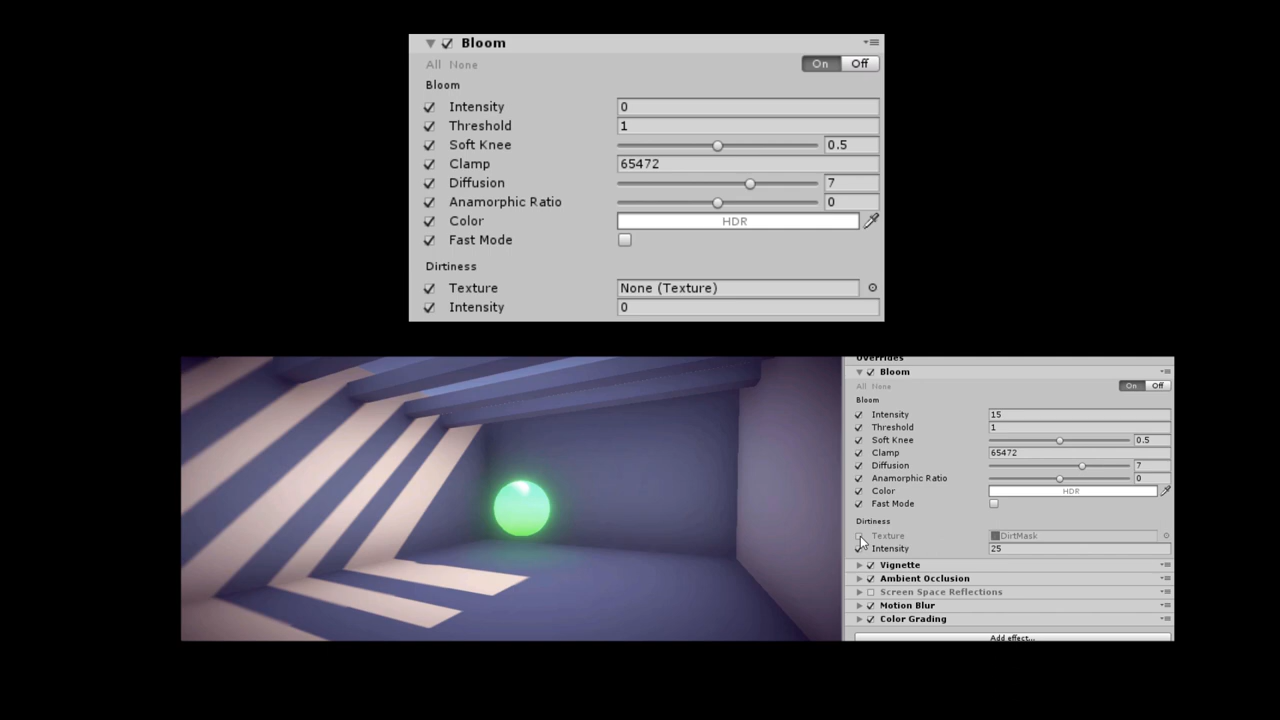 Bloom
All None On Off
Bloom
Intensity 0
Threshold 1
Soft Knee 0.5
Clamp 65472
Diffusion 7
Anamorphic Ratio 0
Color HDR
Fast Mode
Dirtiness
Texture None (Texture)
Intensity 0
Overrides
Bloom
All None On Off
Bloom
Intensity 15
Threshold 1
Soft Knee 0.5
Clamp 65472
Diffusion 7
Anamorphic Ratio 0
Color HDR
Fast Mode
Dirtiness
Texture DirtMask
Intensity 25
Vignette
Ambient Occlusion
Screen Space Reflections
Motion Blur
Color Grading
Add effect...